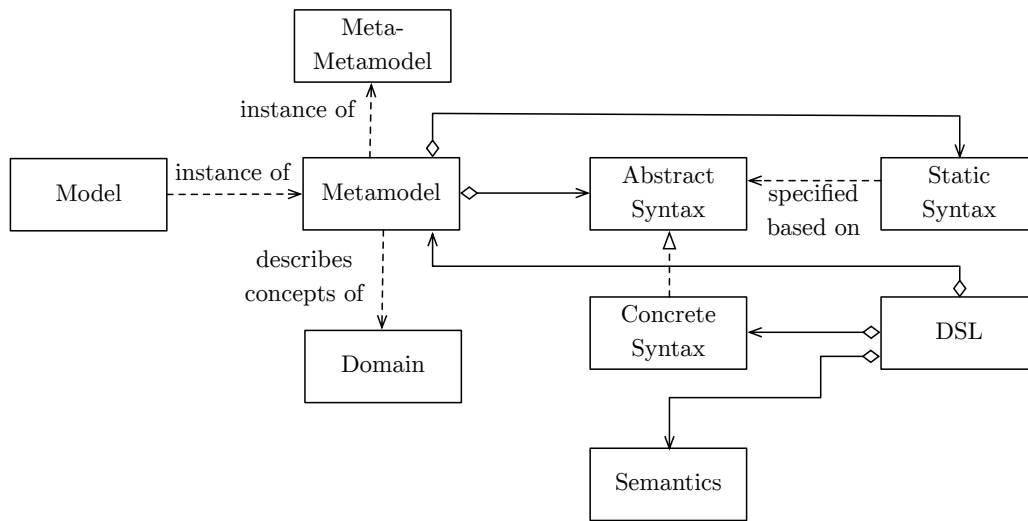 Meta-
Metamodel
instance of
Model
instance of
Metamodel
Abstract
Syntax
specified
based on
Static
Syntax
describes
concepts of
Concrete
Syntax
DSL
Domain
Semantics